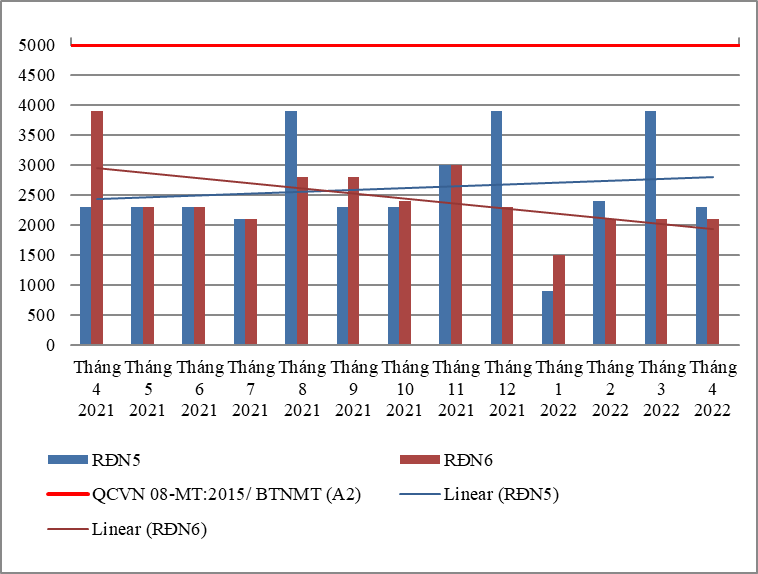 5000
4500
4000
3500
3000
2500
2000
1500
1000
500
0
Tháng Tháng Tháng Tháng Tháng Tháng Tháng Tháng Tháng Tháng Tháng Tháng Tháng
4 5 6 7 8 9 10 11 12 1 2 3 4
2021 2021 2021 2021 2021 2021 2021 2021 2021 2022 2022 2022 2022
RĐN5 RĐN6
QCVN 08-MT:2015/ BTNMT (A2) Linear (RĐN5)
Linear (RĐN6)